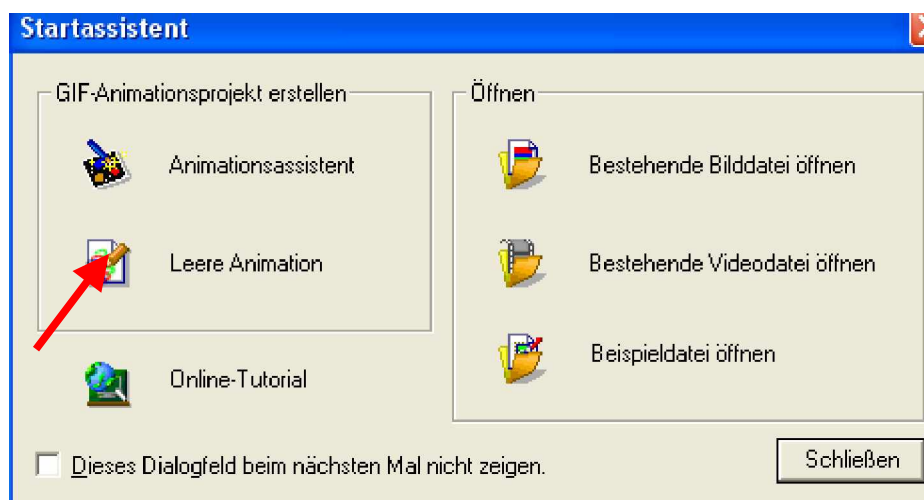 Startassistent
GIF-Animationsprojekt erstellen
Animationsassistent
Leere Animation
Online-Tutorial
Öffnen
Bestehende Bilddatei öffnen
Bestehende Videodatei öffnen
Beispieldatei öffnen
Dieses Dialogfeld beim nächsten Mal nicht zeigen.
Schließen